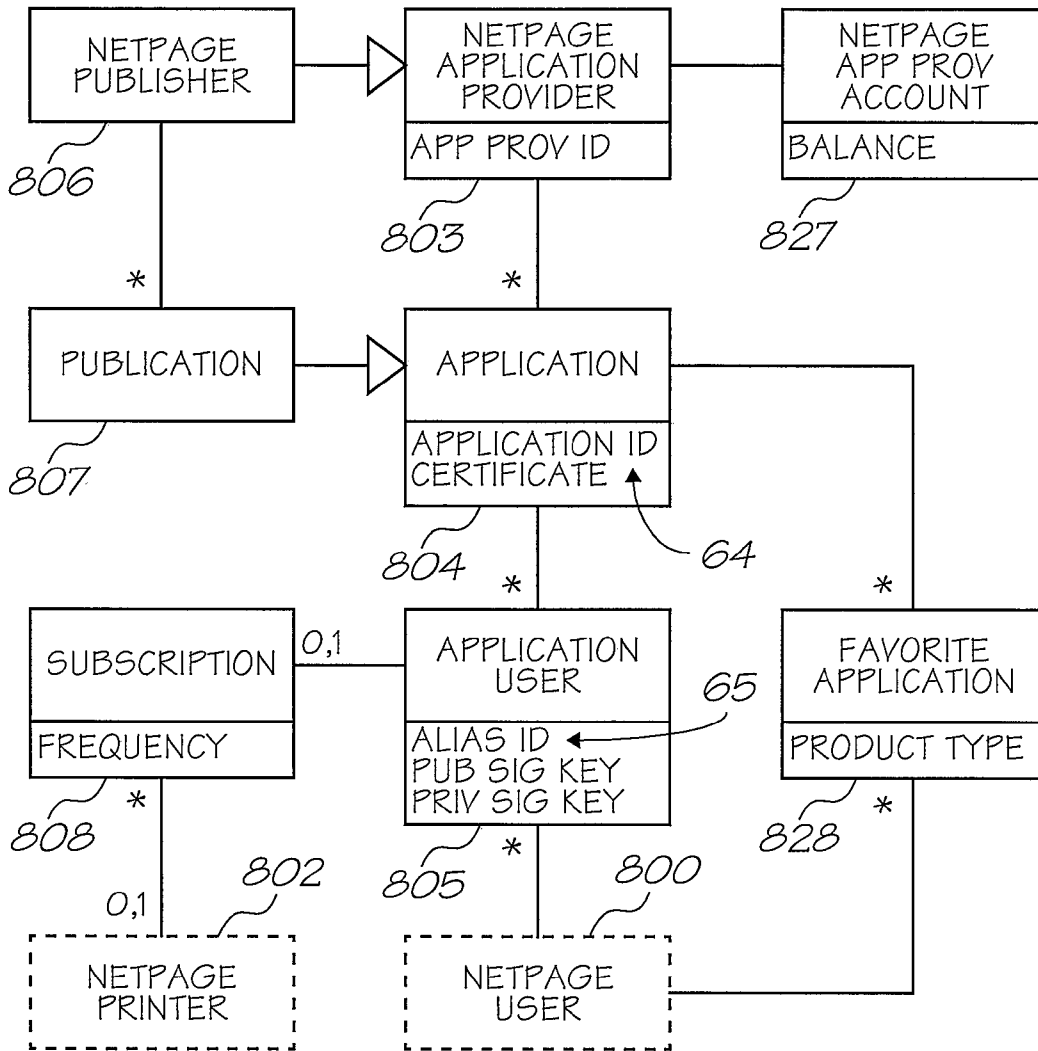 NETPAGE
PUBLISHER
806
NETPAGE
APPLICATION
PROVIDER
APP PROV ID
803
NETPAGE
APP PROV
ACCOUNT
BALANCE
827
*
*
PUBLICATION
807
APPLICATION
APPLICATION ID
CERTIFICATE
804
64
*
*
SUBSCRIPTION
FREQUENCY
808
0,1
APPLICATION
USER
ALIAS ID
PUB SIG KEY
PRIV SIG KEY
805
65
FAVORITE
APPLICATION
PRODUCT TYPE
828
*
*
*
0,1
802
NETPAGE
PRINTER
800
NETPAGE
USER